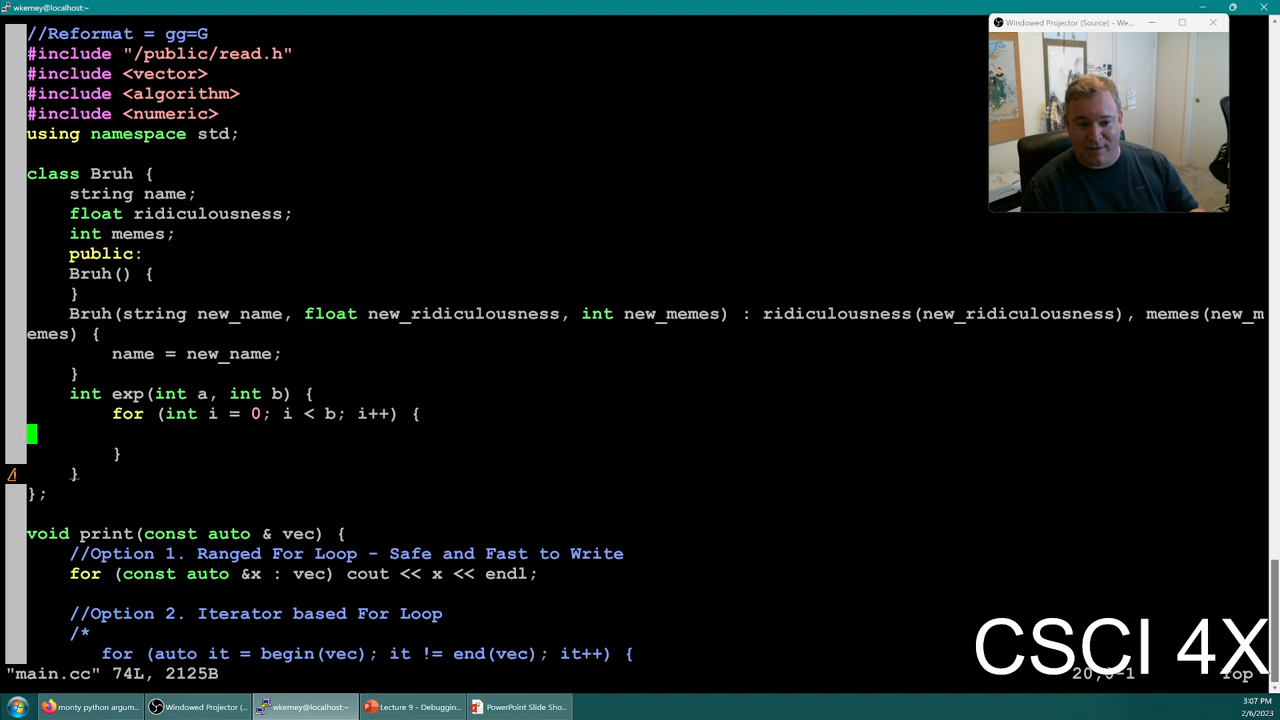 wkerney@localhost:~
Windowed Projector (Source) - We...
//Reformat = gg=G
#include "/public/read.h"
#include <vector>
#include <algorithm>
#include <numeric>
using namespace std;
class Bruh {
string name;
float ridiculousness;
int memes;
public:
Bruh() {
}
Bruh(string new_name, float new_ridiculousness, int new_memes) : ridiculousness(new_ridiculousness), memes(new_m
emes) {
name = new_name;
}
int exp(int a, int b) {
for (int i = 0; i < b; i++) {
}
}
};
void print(const auto & vec) {
//Option 1. Ranged For Loop - Safe and Fast to Write
for (const auto &x : vec) cout << x << endl;
//Option 2. Iterator based For Loop
/*
for (auto it = begin(vec); it != end(vec); it++) {
"main.cc" 74L, 2125B
CSCI 4X
monty python argum...
Windowed Projector (...
wkerney@localhost:~
Lecture 9 - Debuggin...
PowerPoint Slide Sho...
3:07 PM
2/6/2023